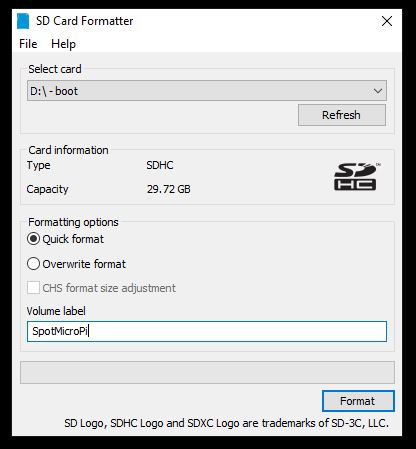 SD Card Formatter
File Help
Select card
D:\ - boot
Refresh
Card information
Type SDHC
Capacity 29.72 GB
SD
HC
TM
Formatting options
Quick format
Overwrite format
CHS format size adjustment
Volume label
SpotMicroPi
Format
SD Logo, SDHC Logo and SDXC Logo are trademarks of SD-3C, LLC.